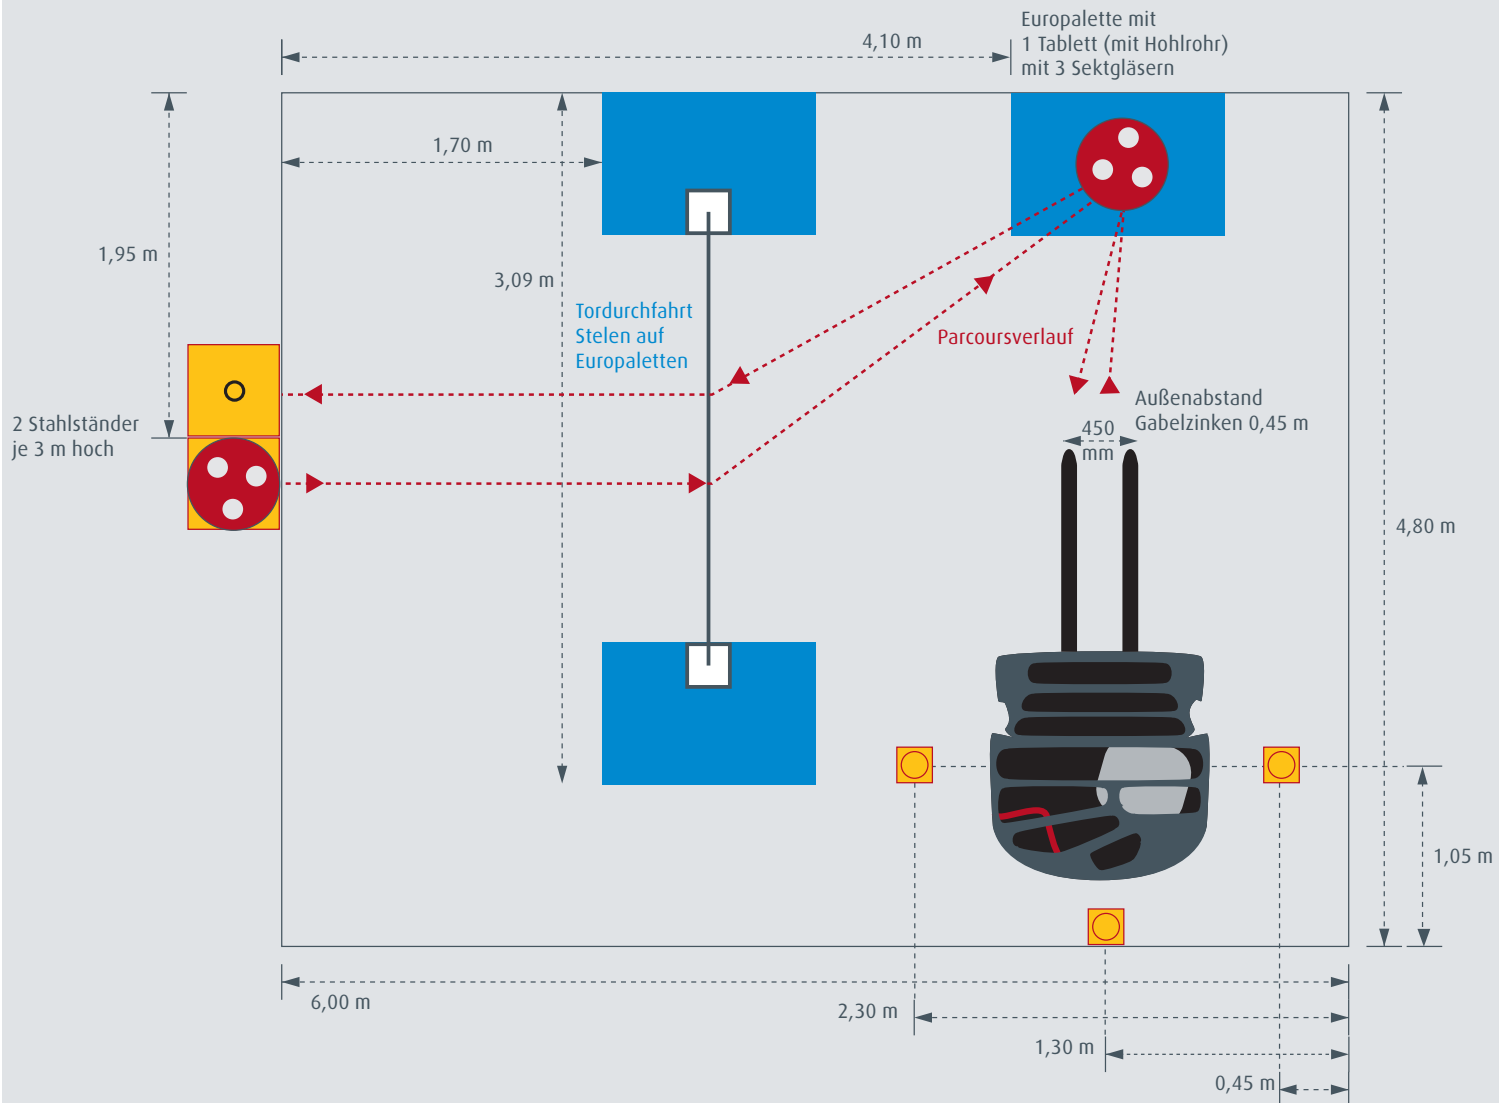 Europalette mit
1 Tablett (mit Hohlrohr)
mit 3 Sektgläsern
4,10 m
1,70 m
1,95 m
3,09 m
Tordurchfahrt
Stelen auf
Europaletten
Parcoursverlauf
Außenabstand
Gabelzinken 0,45 m
450
mm
2 Stahlständer
je 3 m hoch
4,80 m
1,05 m
6,00 m
2,30 m
1,30 m
0,45 m